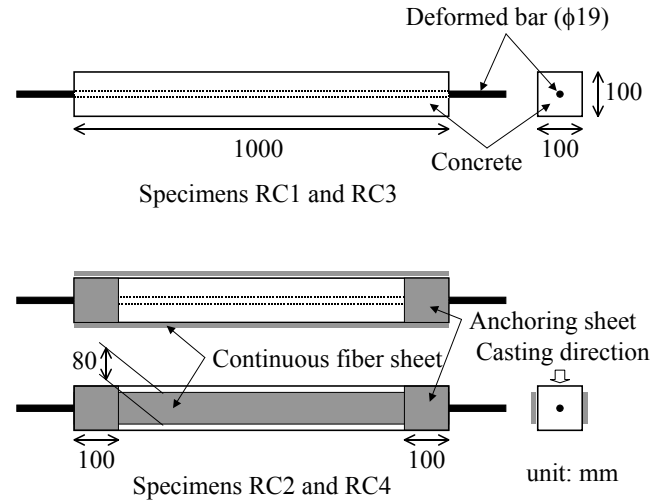 Deformed bar (ϕ19)
100
1000
100
Concrete
Specimens RC1 and RC3
Anchoring sheet
Continuous fiber sheet
Casting direction
80
100
100
unit: mm
Specimens RC2 and RC4